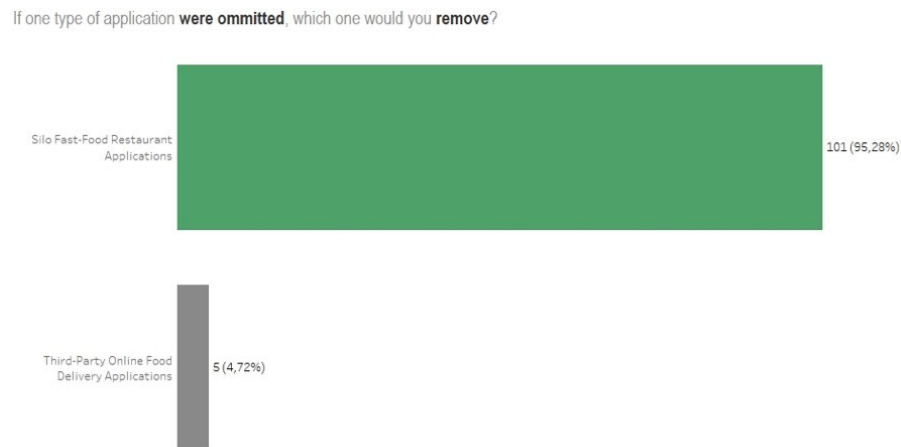 If one type of application were ommitted, which one would you remove?
Silo Fast-Food Restaurant
Applications
101 (95,28%)
Third-Party Online Food
Delivery Applications
5 (4,72%)